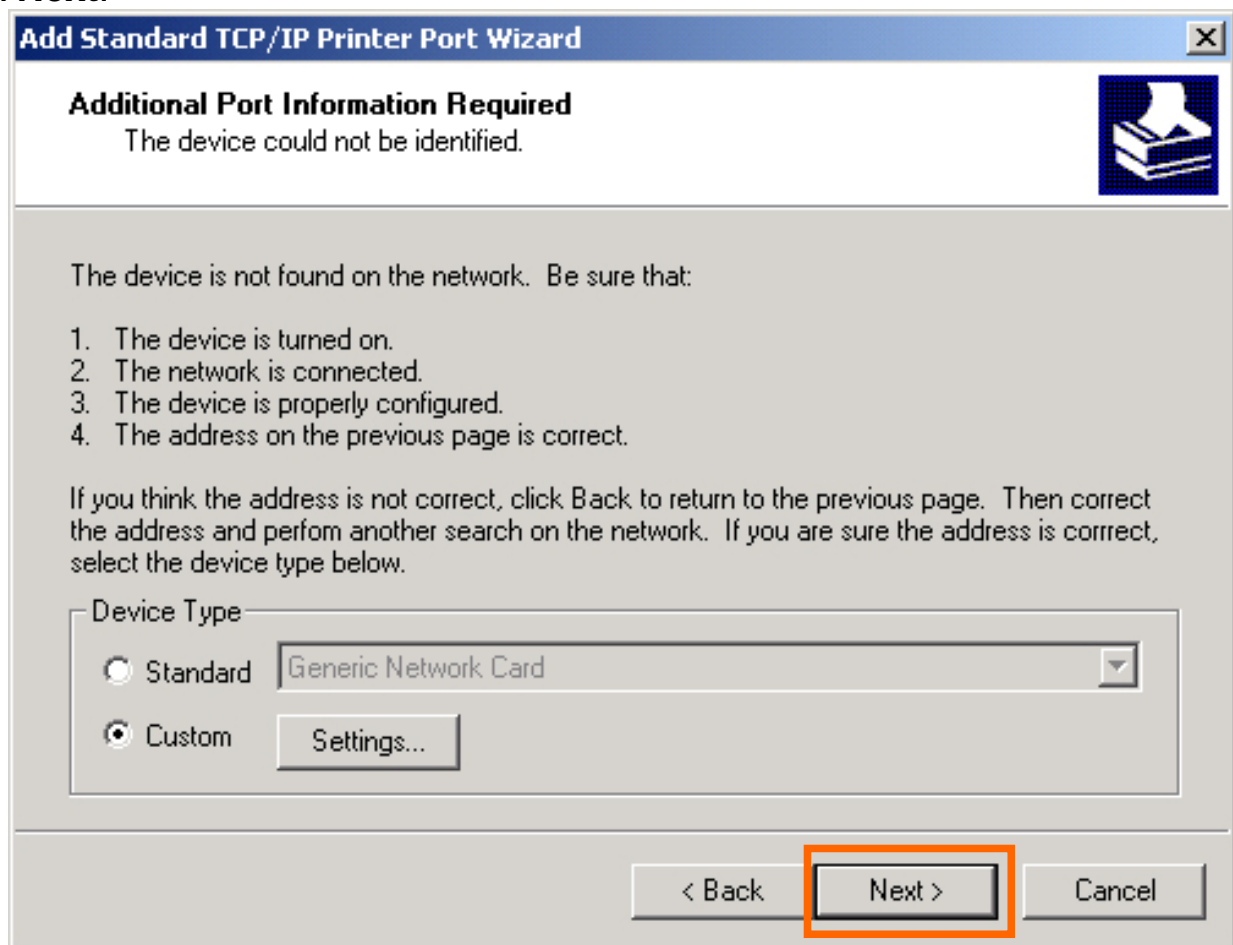 Add Standard TCP/IP Printer Port Wizard
Additional Port Information Required
The device could not be identified.
The device is not found on the network. Be sure that:
1. The device is turned on.
2. The network is connected.
3. The device is properly configured.
4. The address on the previous page is correct.
If you think the address is not correct, click Back to return to the previous page. Then correct
the address and perfom another search on the network. If you are sure the address is corrrect,
select the device type below.
Device Type
Standard Generic Network Card
Custom Settings...
< Back Next > Cancel